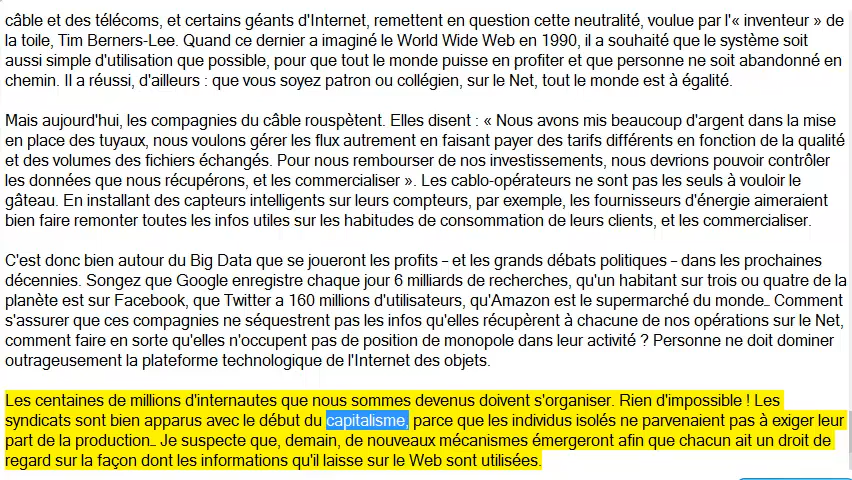 câble et des télécoms, et certains géants d'Internet, remettent en question cette neutralité, voulue par l'« inventeur » de
la toile, Tim Berners-Lee. Quand ce dernier a imaginé le World Wide Web en 1990, il a souhaité que le système soit
aussi simple d'utilisation que possible, pour que tout le monde puisse en profiter et que personne ne soit abandonné en
chemin. Il a réussi, d'ailleurs : que vous soyez patron ou collégien, sur le Net, tout le monde est à égalité.
Mais aujourd'hui, les compagnies du câble rouspètent. Elles disent : « Nous avons mis beaucoup d'argent dans la mise
en place des tuyaux, nous voulons gérer les flux autrement en faisant payer des tarifs différents en fonction de la qualité
et des volumes des fichiers échangés. Pour nous rembourser de nos investissements, nous devrions pouvoir contrôler
les données que nous récupérons, et les commercialiser ». Les cablo-opérateurs ne sont pas les seuls à vouloir le
gâteau. En installant des capteurs intelligents sur leurs compteurs, par exemple, les fournisseurs d'énergie aimeraient
bien faire remonter toutes les infos utiles sur les habitudes de consommation de leurs clients, et les commercialiser.
C'est donc bien autour du Big Data que se joueront les profits – et les grands débats politiques – dans les prochaines
décennies. Songez que Google enregistre chaque jour 6 milliards de recherches, qu'un habitant sur trois ou quatre de la
planète est sur Facebook, que Twitter a 160 millions d'utilisateurs, qu'Amazon est le supermarché du monde… Comment
s'assurer que ces compagnies ne séquestrent pas les infos qu'elles récupèrent à chacune de nos opérations sur le Net,
comment faire en sorte qu'elles n'occupent pas de position de monopole dans leur activité ? Personne ne doit dominer
outrageusement la plateforme technologique de l'Internet des objets.
Les centaines de millions d'internautes que nous sommes devenus doivent s'organiser. Rien d'impossible ! Les
syndicats sont bien apparus avec le début du capitalisme, parce que les individus isolés ne parvenaient pas à exiger leur
part de la production… Je suspecte que, demain, de nouveaux mécanismes émergeront afin que chacun ait un droit de
regard sur la façon dont les informations qu'il laisse sur le Web sont utilisées.